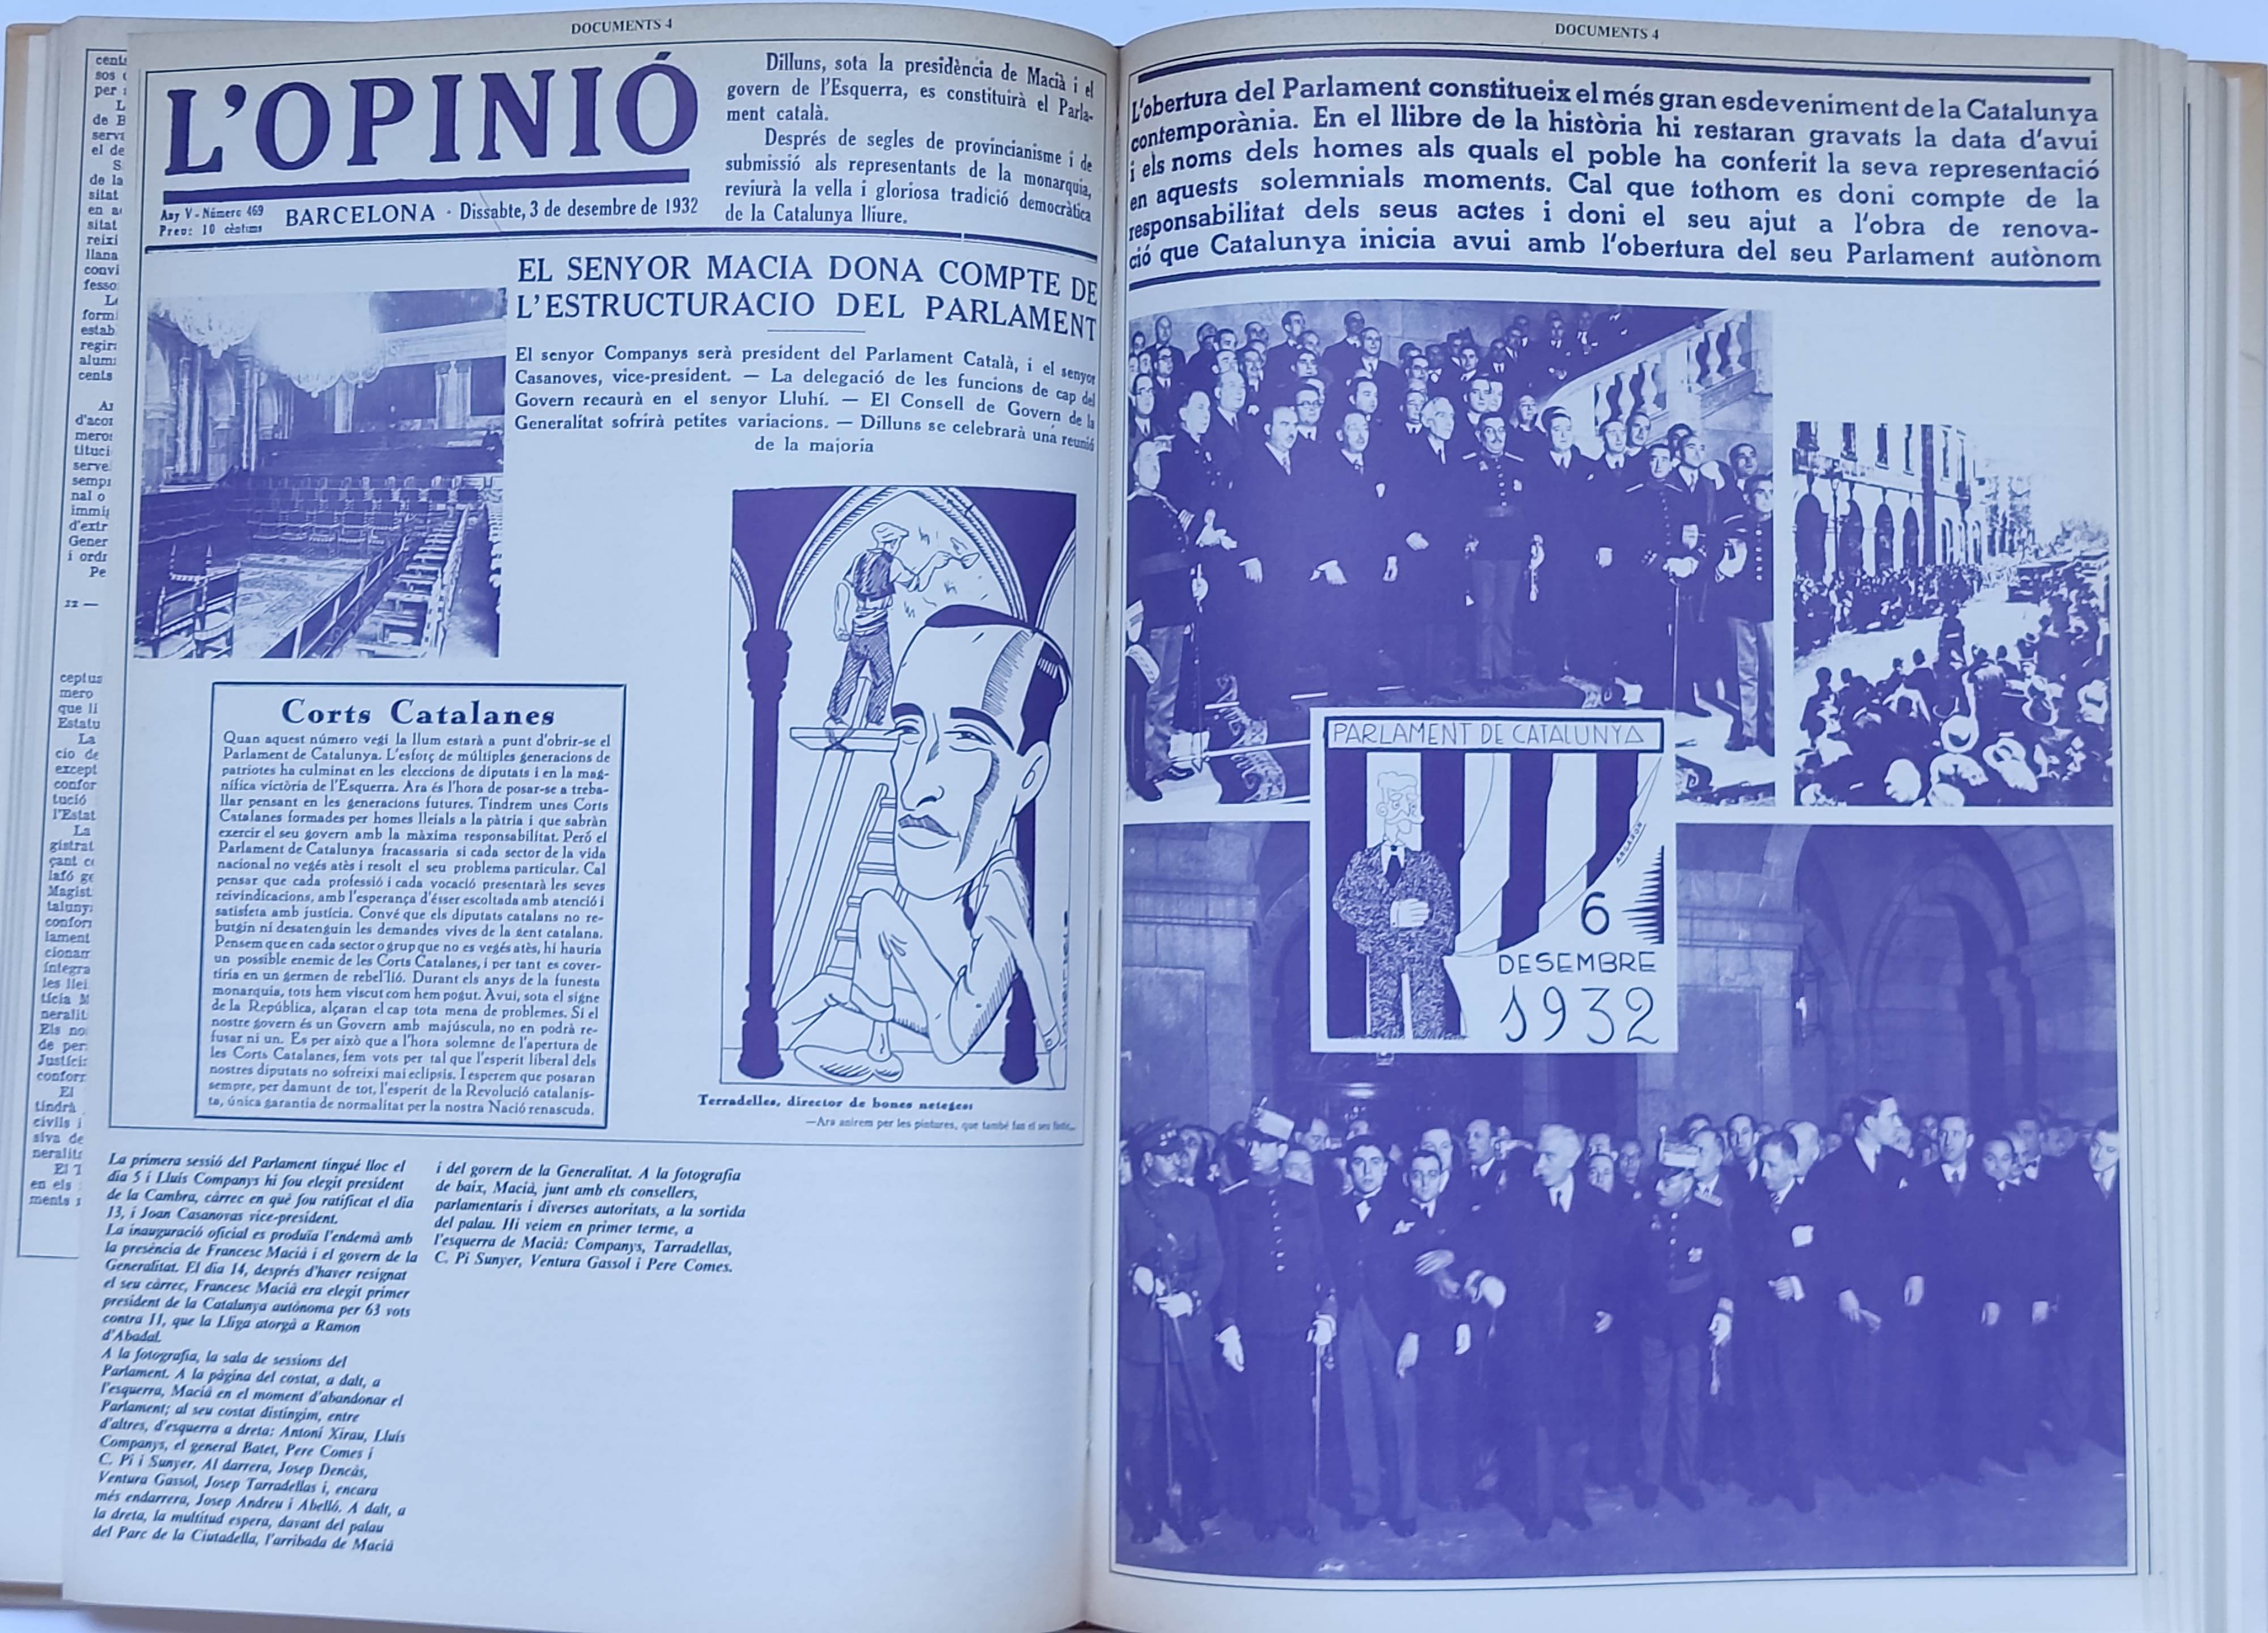 DOCUMENTS 4
L'OPINIÓ
Any V - Número 469
Preu: 10 cèntims
BARCELONA · Dissabte, 3 de desembre de 1932
Dilluns, sota la presidència de Macià i el
govern de l'Esquerra, es constituirà el Parla-
ment català.
Després de segles de provincianisme i de
submissió als representants de la monarquia,
reviurà la vella i gloriosa tradició democràtica
de la Catalunya lliure.
EL SENYOR MACIA DONA COMPTE DE
L'ESTRUCTURACIO DEL PARLAMENT
El senyor Companys serà president del Parlament Català, i el senyor
Casanoves, vice-president. — La delegació de les funcions de cap del
Govern recaurà en el senyor Lluhí. — El Consell de Govern de la
Generalitat sofrirà petites variacions. — Dilluns se celebrarà una reunió
de la majoria
Corts Catalanes
Quan aquest número vegi la llum estarà a punt d'obrir-se el
Parlament de Catalunya. L'esforç de múltiples generacions de
patriotes ha culminat en les eleccions de diputats i en la mag-
nífica victòria de l'Esquerra. Ara és l'hora de posar-se a treba-
llar pensant en les generacions futures. Tindrem unes Corts
Catalanes formades per homes lleials a la pàtria i que sabràn
exercir el seu govern amb la màxima responsabilitat. Però el
Parlament de Catalunya fracassaria si cada sector de la vida
nacional no vegés atès i resolt el seu problema particular. Cal
pensar que cada professió i cada vocació presentarà les seves
reivindicacions, amb l'esperança d'ésser escoltada amb atenció i
satisfeta amb justícia. Convé que els diputats catalans no re-
butgin ni desatenguin les demandes vives de la gent catalana.
Pensem que en cada sector o grup que no es vegés atès, hi hauria
un possible enemic de les Corts Catalanes, i per tant es cover-
tiria en un germen de rebel'lió. Durant els anys de la funesta
monarquia, tots hem viscut com hem pogut. Avui, sota el signe
de la República, alçaran el cap tota mena de problemes. Si el
nostre govern és un Govern amb majúscula, no en podrà re-
fusar ni un. Es per això que a l'hora solemne de l'apertura de
les Corts Catalanes, fem vots per tal que l'esperit liberal dels
nostres diputats no sofreixi mai eclipsis. I esperem que posaran
sempre, per damunt de tot, l'esperit de la Revolució catalanis-
ta, única garantia de normalitat per la nostra Nació renascuda.
Terradelles, director de bones neteges:
—Ara anirem per les pintures, que també fan el seu fàstic...
La primera sessió del Parlament tingué lloc el
dia 5 i Lluís Companys hi fou elegit president
de la Cambra, càrrec en què fou ratificat el dia
13, i Joan Casanovas vice-president.
La inauguració oficial es produïa l'endemà amb
la presència de Francesc Macià i el govern de la
Generalitat. El dia 14, després d'haver resignat
el seu càrrec, Francesc Macià era elegit primer
president de la Catalunya autònoma per 63 vots
contra 11, que la Lliga atorgà a Ramon
d'Abadal.
A la fotografia, la sala de sessions del
Parlament. A la pàgina del costat, a dalt, a
l'esquerra, Macià en el moment d'abandonar el
Parlament; al seu costat distingim, entre
d'altres, d'esquerra a dreta: Antoni Xirau, Lluís
Companys, el general Batet, Pere Comes i
C. Pi i Sunyer. Al darrera, Josep Dencàs,
Ventura Gassol, Josep Tarradellas i, encara
més endarrera, Josep Andreu i Abelló. A dalt, a
la dreta, la multitud espera, davant del palau
del Parc de la Ciutadella, l'arribada de Macià
i del govern de la Generalitat. A la fotografia
de baix, Macià, junt amb els consellers,
parlamentaris i diverses autoritats, a la sortida
del palau. Hi veiem en primer terme, a
l'esquerra de Macià: Companys, Tarradellas,
C. Pi Sunyer, Ventura Gassol i Pere Comes.
DOCUMENTS 4
L'obertura del Parlament constitueix el més gran esdeveniment de la Catalunya
contemporània. En el llibre de la història hi restaran gravats la data d'avui
i els noms dels homes als quals el poble ha conferit la seva representació
en aquests solemnials moments. Cal que tothom es doni compte de la
responsabilitat dels seus actes i doni el seu ajut a l'obra de renova-
ció que Catalunya inicia avui amb l'obertura del seu Parlament autònom
PARLAMENT DE CATALUNYA
6
DESEMBRE
1932